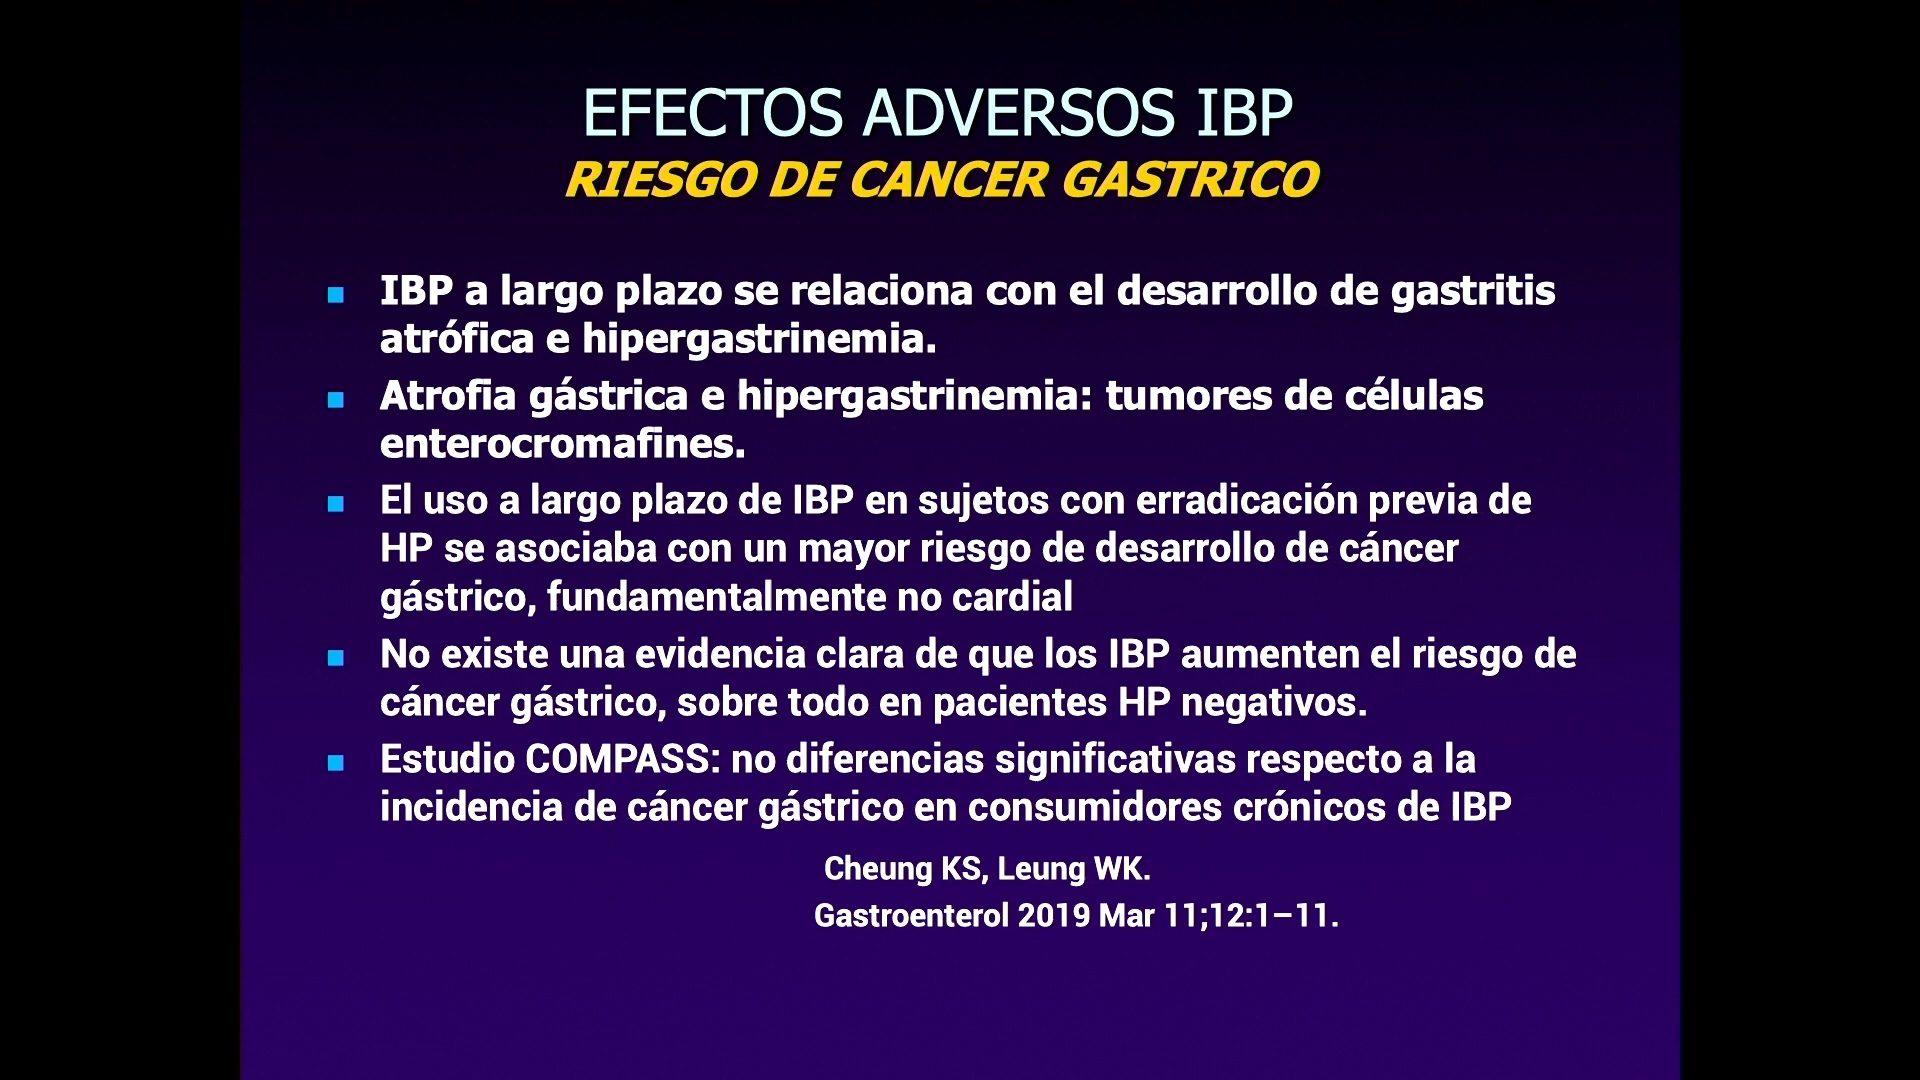 EFECTOS ADVERSOS IBP
RIESGO DE CANCER GASTRICO
IBP a largo plazo se relaciona con el desarrollo de gastritis
atrófica e hipergastrinemia.
Atrofia gástrica e hipergastrinemia: tumores de células
enterocromafines.
El uso a largo plazo de IBP en sujetos con erradicación previa de
HP se asociaba con un mayor riesgo de desarrollo de cáncer
gástrico, fundamentalmente no cardial
No existe una evidencia clara de que los IBP aumenten el riesgo de
cáncer gástrico, sobre todo en pacientes HP negativos.
Estudio COMPASS: no diferencias significativas respecto a la
incidencia de cáncer gástrico en consumidores crónicos de IBP
Cheung KS, Leung WK.
Gastroenterol 2019 Mar 11;12:1–11.